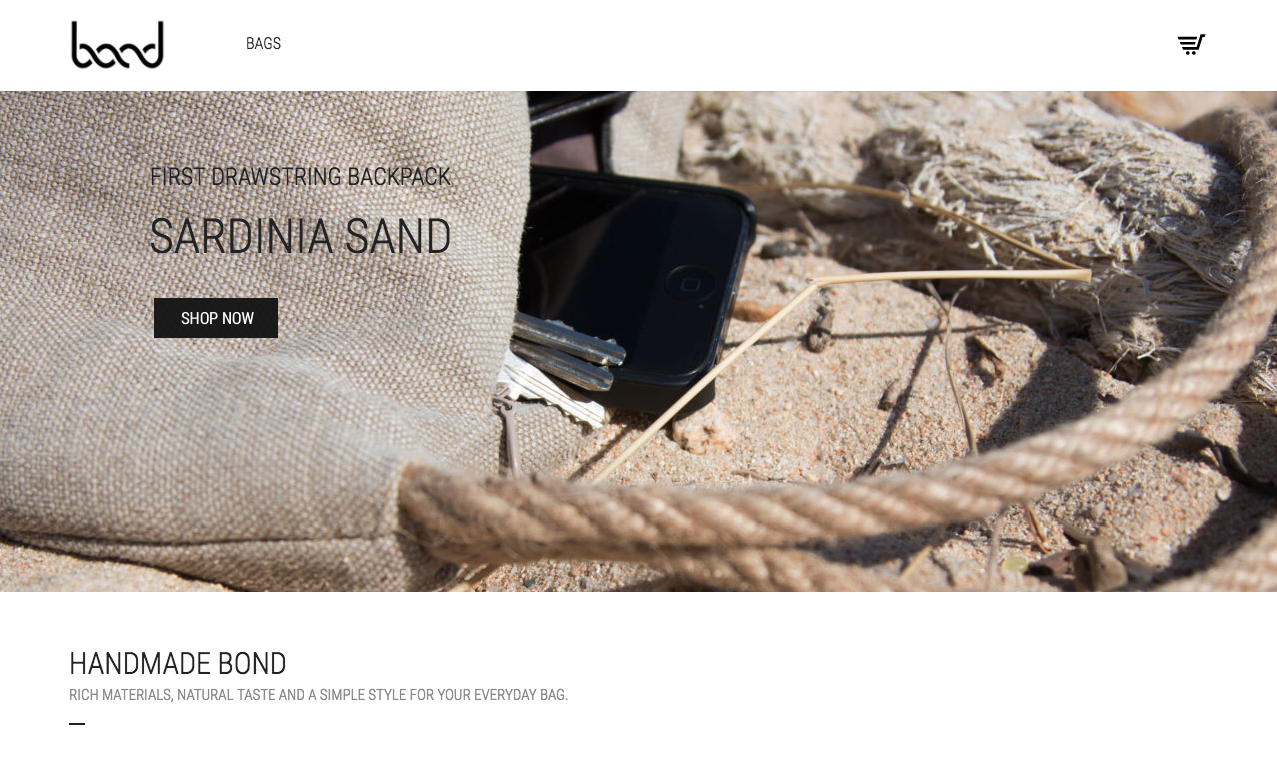 bond
BAGS
FIRST DRAWSTRING BACKPACK
SARDINIA SAND
SHOP NOW
HANDMADE BOND
RICH MATERIALS, NATURAL TASTE AND A SIMPLE STYLE FOR YOUR EVERYDAY BAG.